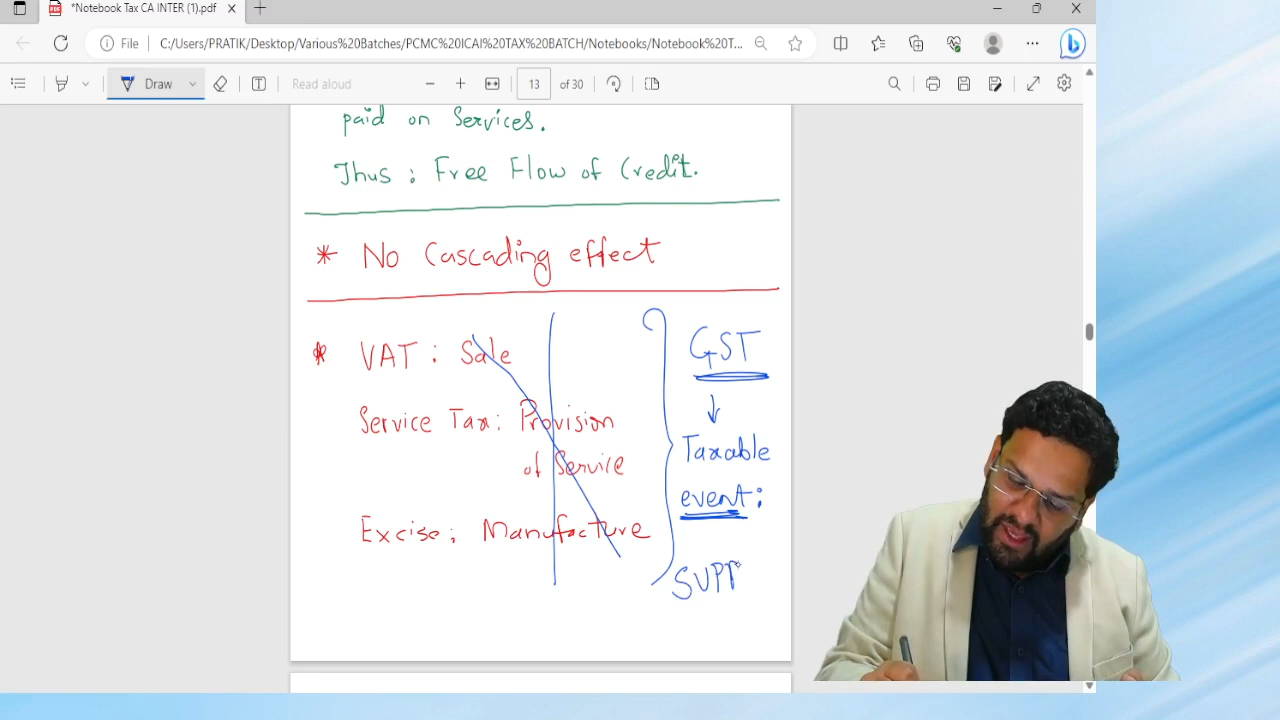 *Notebook Tax CA INTER (1).pdf
File C:/Users/PRATIK/Desktop/Various%20Batches/PCMC%20ICAI%20TAX%20BATCH/Notebooks/Notebook%20T...
Draw Read aloud 13 of 30
paid on Services.
Thus : Free Flow of Credit.
* No Cascading effect
* VAT : Sale
Service Tax : Provision
of Service
Excise : Manufacture
GST
Taxable
event :
SUPP